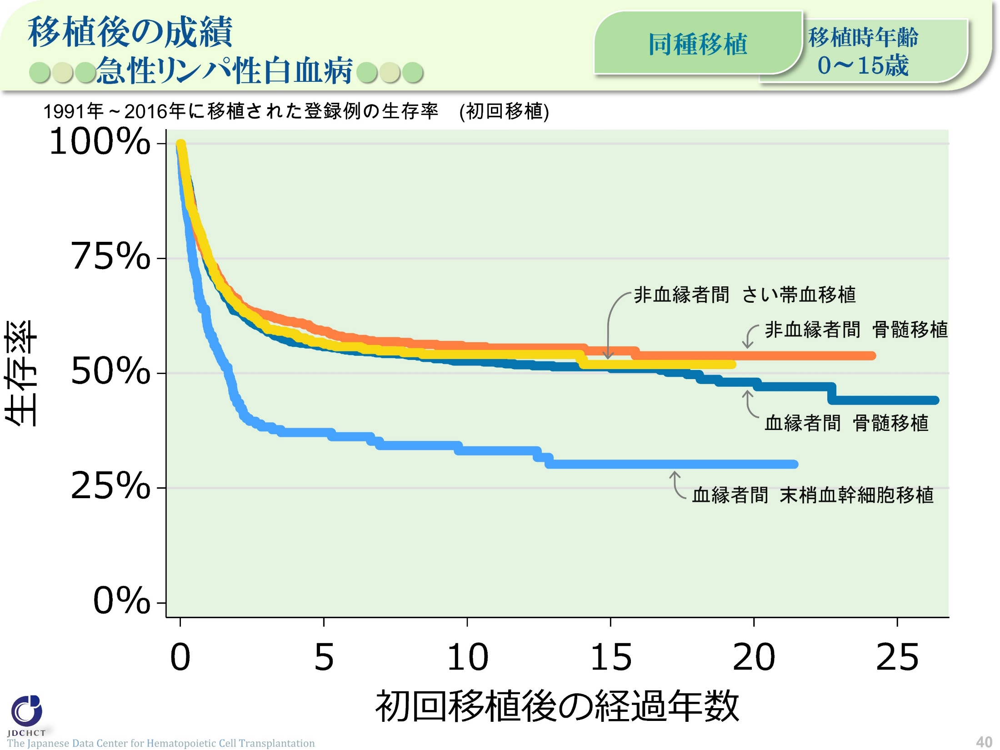 移植後の成績
急性リンパ性白血病
同種移植
移植時年齢
0～15歳
1991年～2016年に移植された登録例の生存率　(初回移植)
100%
75%
50%
25%
0%
生存率
非血縁者間 さい帯血移植
非血縁者間 骨髄移植
血縁者間 骨髄移植
血縁者間 末梢血幹細胞移植
0 5 10 15 20 25
初回移植後の経過年数
JDCHCT
The Japanese Data Center for Hematopoietic Cell Transplantation
40